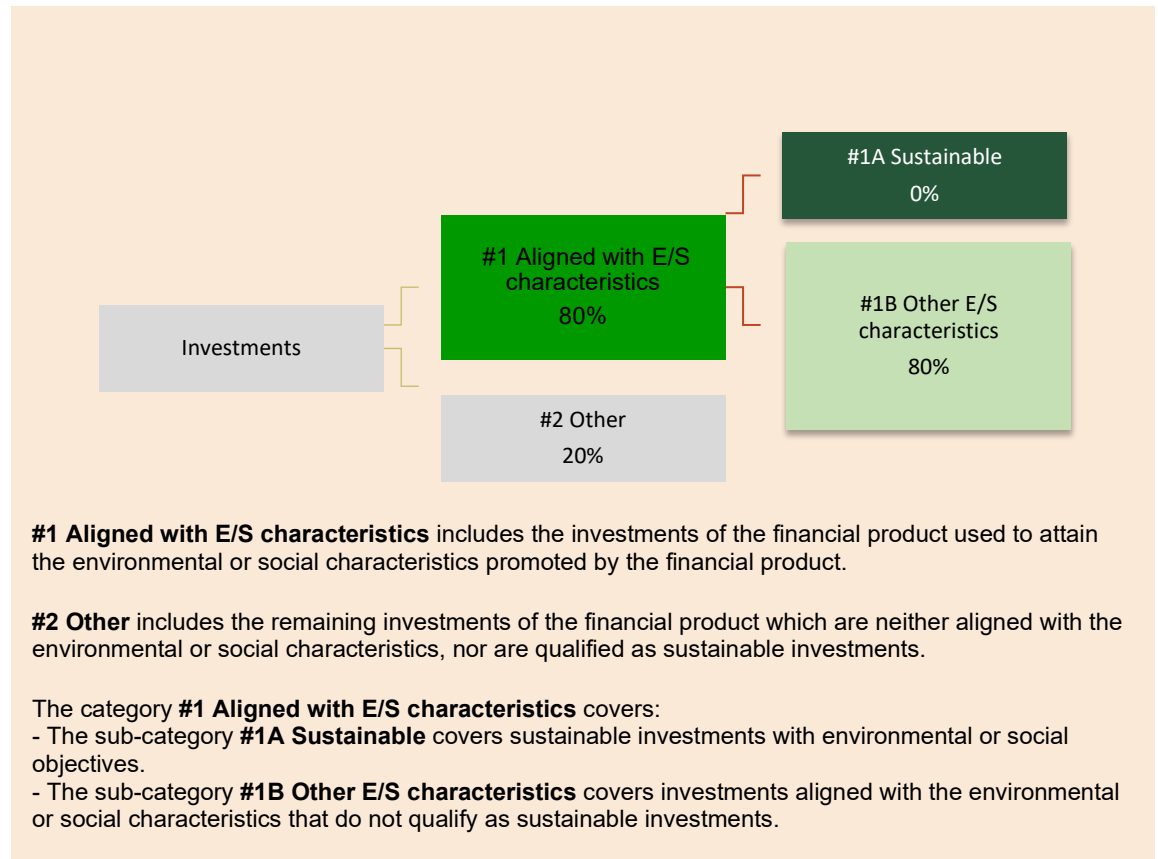 #1A Sustainable
0%
#1 Aligned with E/S
characteristics
80%
#1B Other E/S
characteristics
80%
Investments
#2 Other
20%
#1 Aligned with E/S characteristics includes the investments of the financial product used to attain
the environmental or social characteristics promoted by the financial product.
#2 Other includes the remaining investments of the financial product which are neither aligned with the
environmental or social characteristics, nor are qualified as sustainable investments.
The category #1 Aligned with E/S characteristics covers:
- The sub-category #1A Sustainable covers sustainable investments with environmental or social
objectives.
- The sub-category #1B Other E/S characteristics covers investments aligned with the environmental
or social characteristics that do not qualify as sustainable investments.